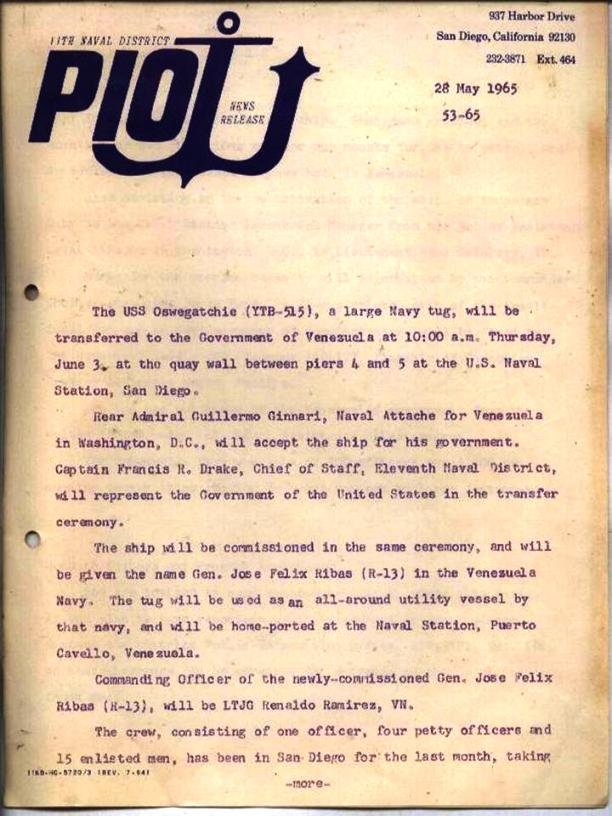 937 Harbor Drive
San Diego, California 92130
232-3871 Ext. 464
11TH NAVAL DISTRICT
PIO
NEWS
RELEASE
28 May 1965
53-65
The USS Oswegatchie (YTB-515), a large Navy tug, will be
transferred to the Government of Venezuela at 10:00 a.m. Thursday,
June 3, at the quay wall between piers 4 and 5 at the U.S. Naval
Station, San Diego.
Rear Admiral Guillermo Ginnari, Naval Attache for Venezuela
in Washington, D.C., will accept the ship for his government.
Captain Francis R. Drake, Chief of Staff, Eleventh Naval District,
will represent the Government of the United States in the transfer
ceremony.
The ship will be commissioned in the same ceremony, and will
be given the name Gen. Jose Felix Ribas (R-13) in the Venezuela
Navy. The tug will be used as an all-around utility vessel by
that navy, and will be home-ported at the Naval Station, Puerto
Cavello, Venezuela.
Commanding Officer of the newly-commissioned Gen. Jose Felix
Ribas (R-13), will be LTJG Renaldo Ramirez, VN.
The crew, consisting of one officer, four petty officers and
15 enlisted men, has been in San Diego for the last month, taking
11ND-NG-5720/3 (REV. 7-64)
-more-